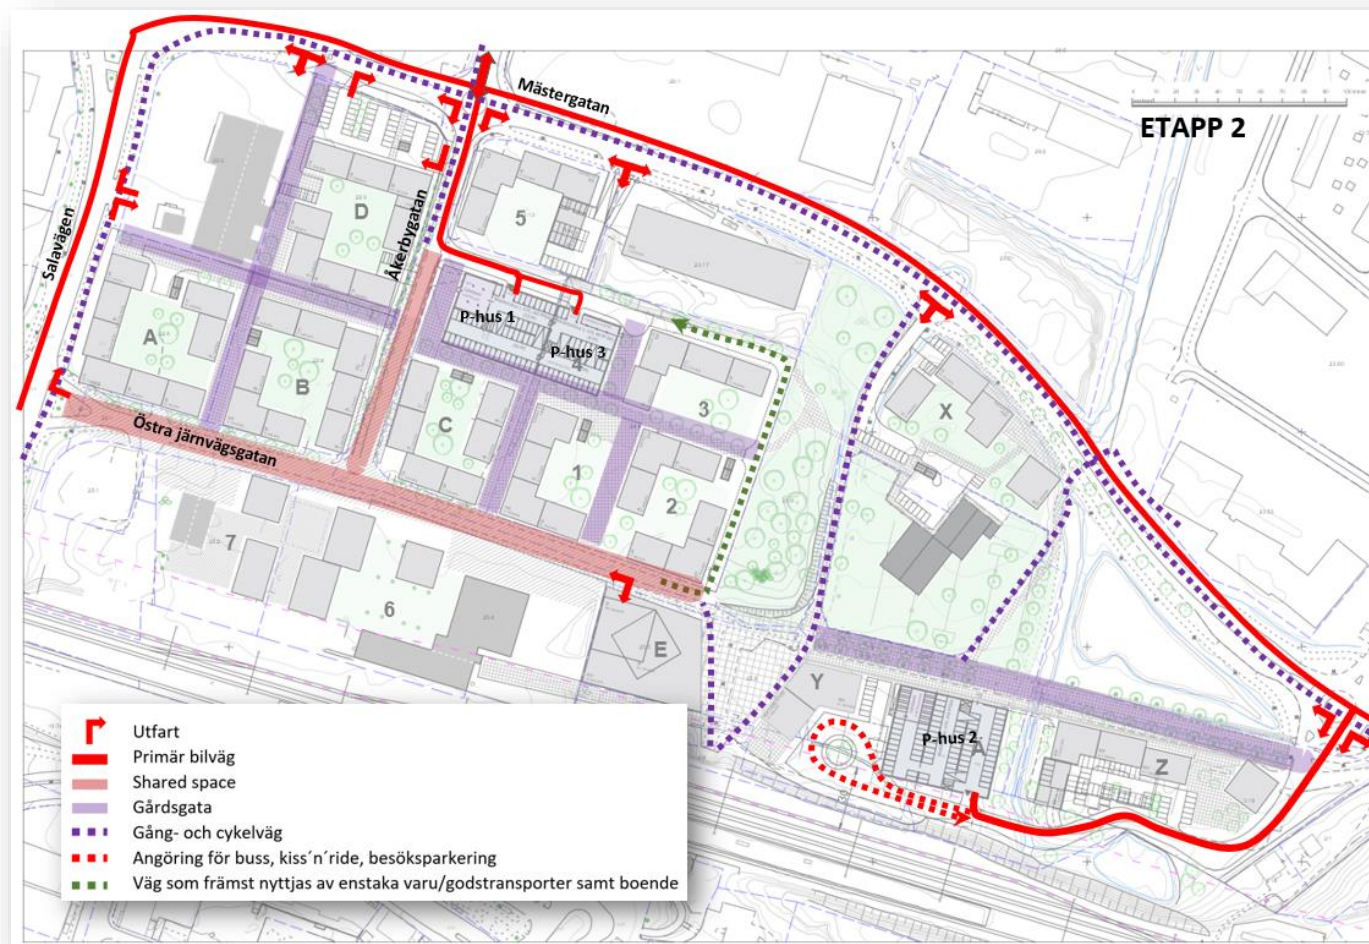 Mästergatan
ETAPP 2
Salavägen
Åkerbygatan
D
5
A
B
P-hus 1
P-hus 3
4
3
X
C
Östra järnvägsgatan
1
2
7
6
E
Y
P-hus 2
A
Z
Utfart
Primär bilväg
Shared space
Gårdsgata
Gång- och cykelväg
Angöring för buss, kiss´n´ride, besöksparkering
Väg som främst nyttjas av enstaka varu/godstransporter samt boende